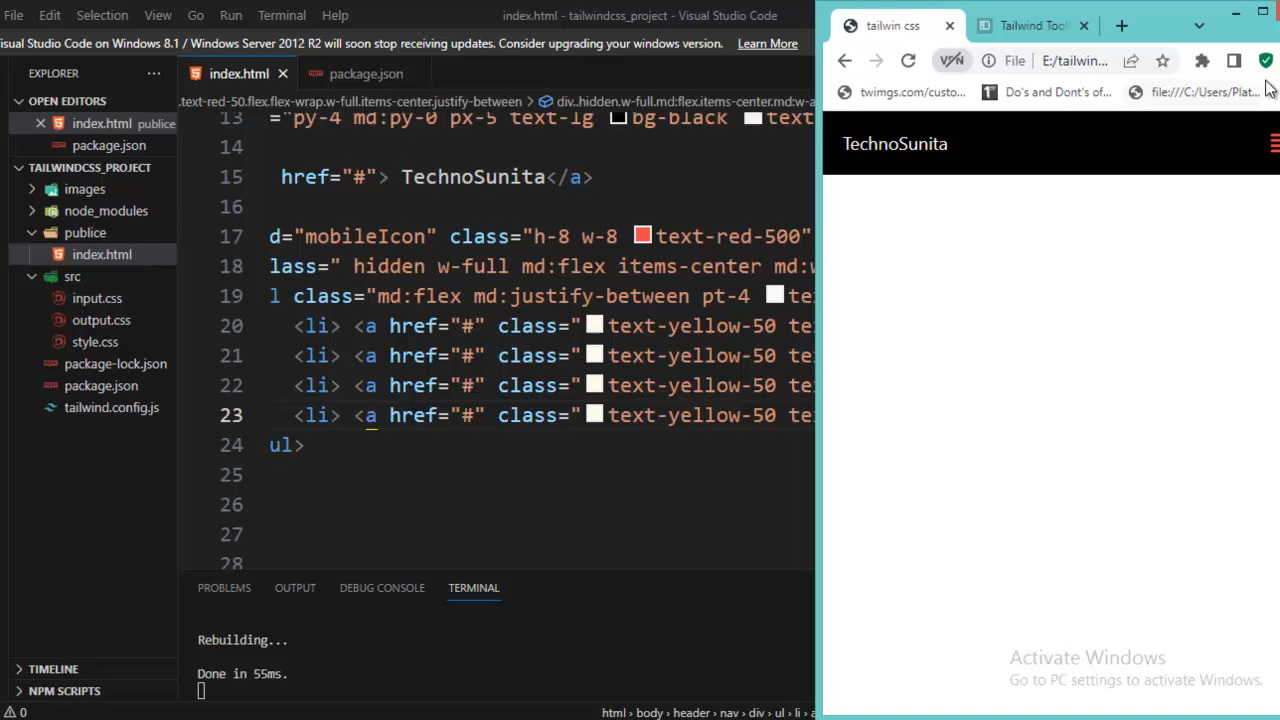 File Edit Selection View Go Run Terminal Help index.html - tailwindcss_project - Visual Studio Code
isual Studio Code on Windows 8.1 / Windows Server 2012 R2 will soon stop receiving updates. Consider upgrading your windows version. Learn More
EXPLORER
OPEN EDITORS
index.html publice
package.json
TAILWINDCSS_PROJECT
images
node_modules
publice
index.html
src
input.css
output.css
style.css
package-lock.json
package.json
tailwind.config.js
TIMELINE
NPM SCRIPTS
index.html package.json
.text-red-50.flex.flex-wrap.w-full.items-center.justify-between > div..hidden.w-full.md:flex.items-center.md:w-a
13 ="py-4 md:py-0 px-5 text-lg bg-black text
14
15 href="#"> TechnoSunita</a>
16
17 d="mobileIcon" class="h-8 w-8 text-red-500"
18 lass=" hidden w-full md:flex items-center md:w
19 l class="md:flex md:justify-between pt-4 te
20 <li> <a href="#" class=" text-yellow-50 te
21 <li> <a href="#" class=" text-yellow-50 te
22 <li> <a href="#" class=" text-yellow-50 te
23 <li> <a href="#" class=" text-yellow-50 te
24 ul>
25
26
27
28
PROBLEMS OUTPUT DEBUG CONSOLE TERMINAL
Rebuilding...
Done in 55ms.
0 html > body > header > nav > div > ul > li > a
tailwin css Tailwind Tool
VPN File E:/tailwin...
twimgs.com/custo... Do's and Dont's of... file:///C:/Users/Plat...
TechnoSunita
Activate Windows
Go to PC settings to activate Windows.